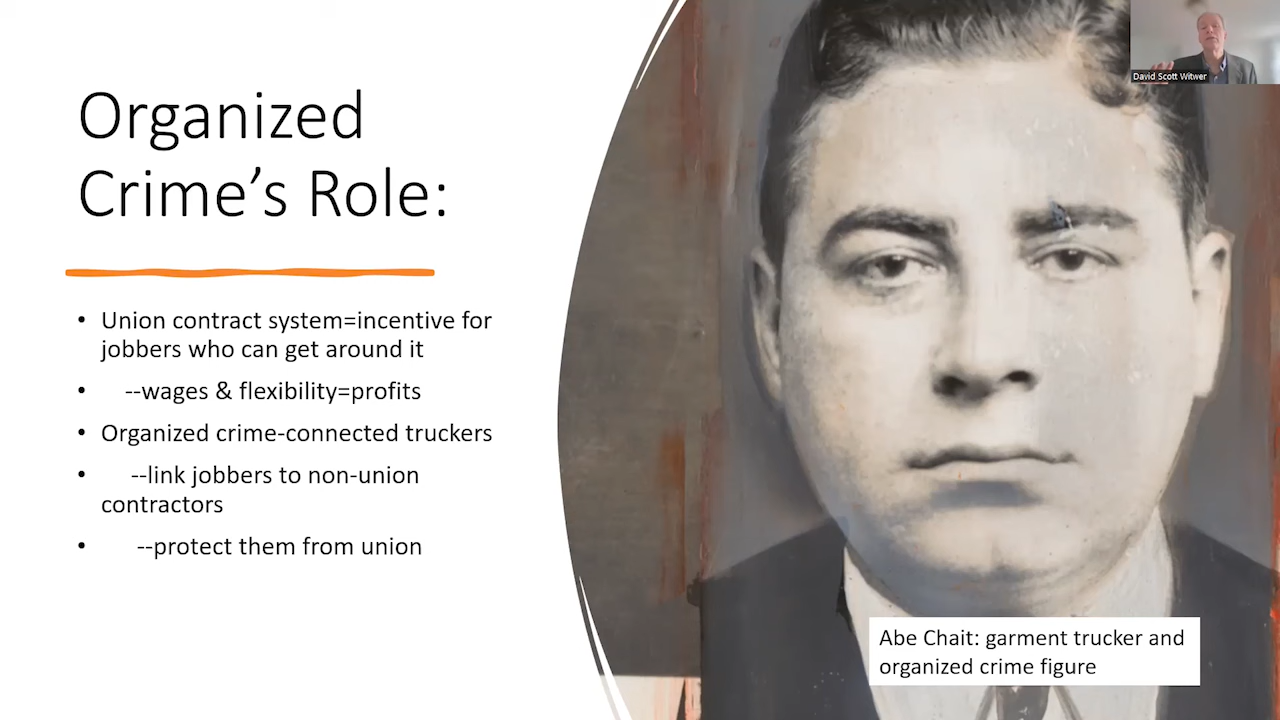 Organized
Crime’s Role:
• Union contract system=incentive for
jobbers who can get around it
• --wages & flexibility=profits
• Organized crime-connected truckers
• --link jobbers to non-union
contractors
• --protect them from union
David Scott Witwer
Abe Chait: garment trucker and
organized crime figure